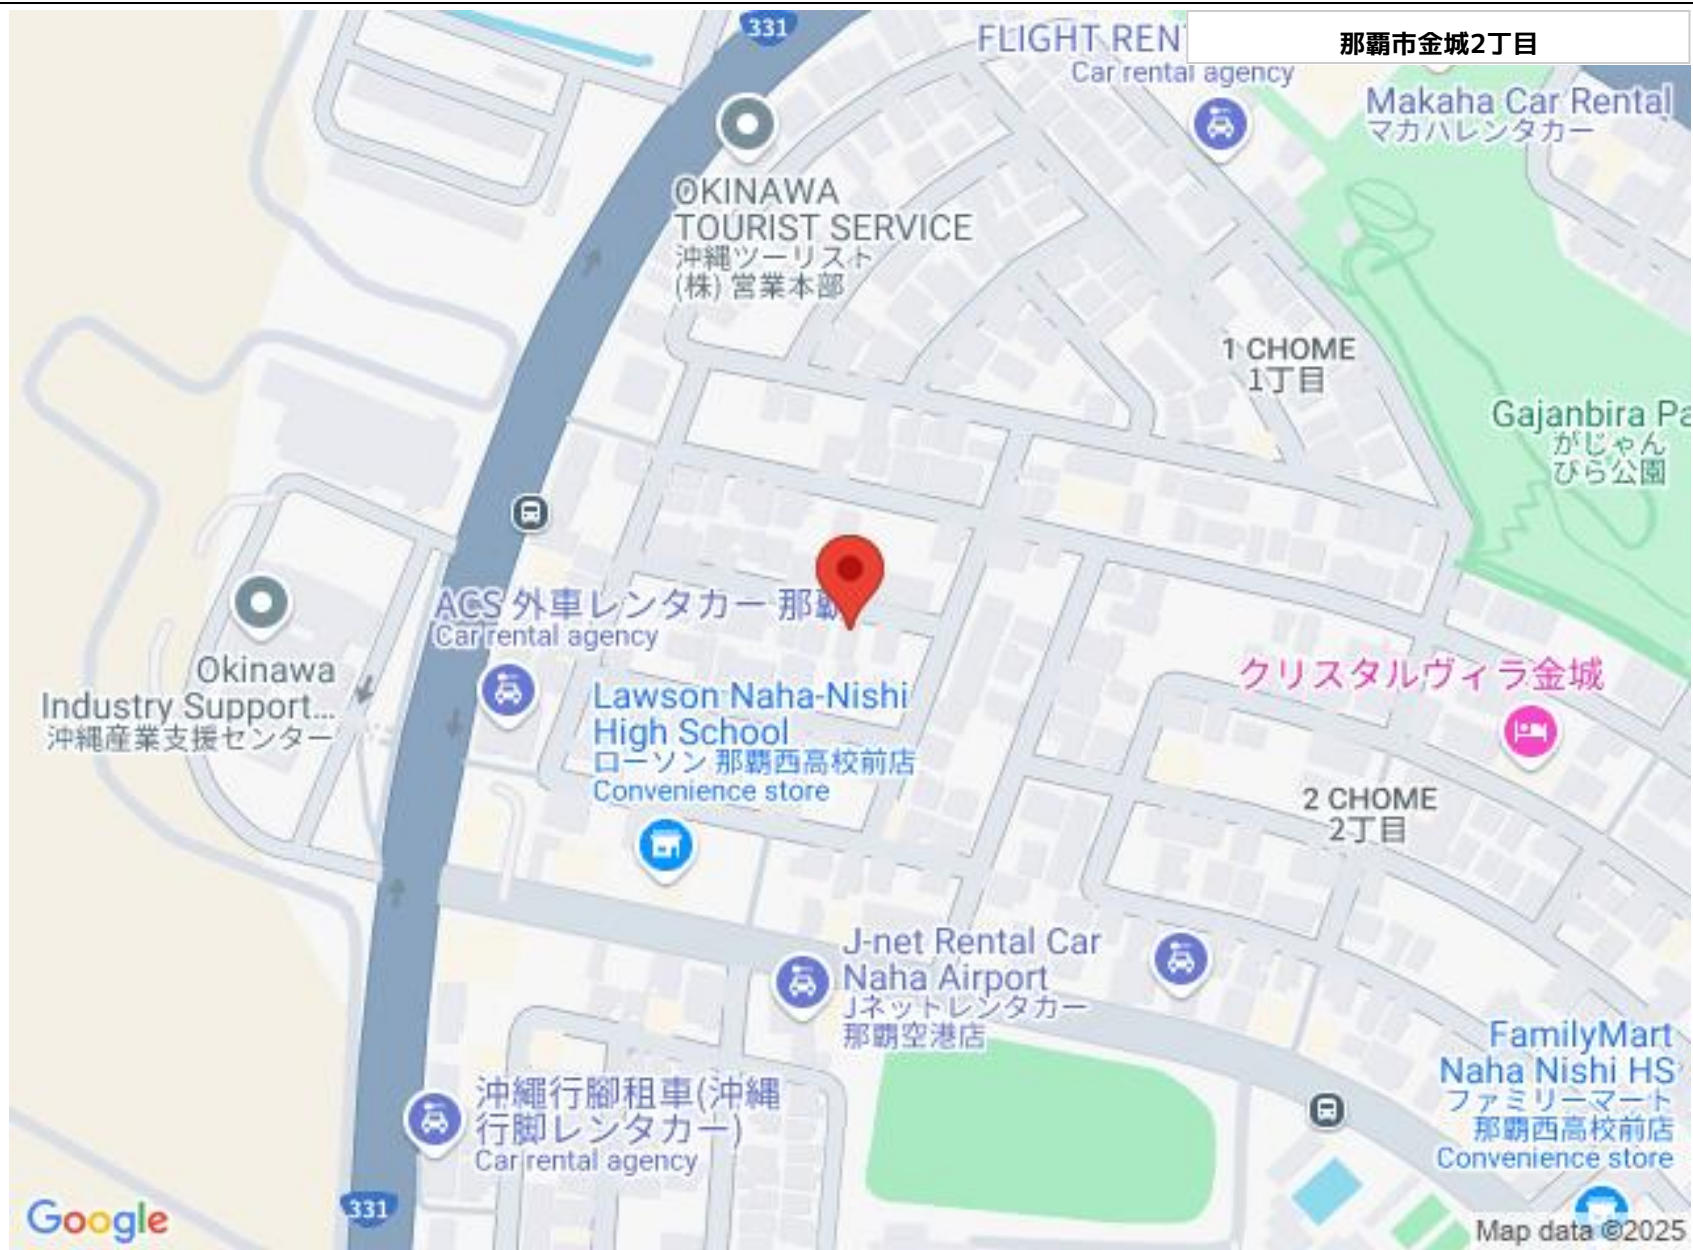 331
FLIGHT REN
那覇市金城2丁目
Car rental agency
Makaha Car Rental
マカハレンタカー
OKINAWA
TOURIST SERVICE
沖縄ツーリスト
(株) 営業本部
1 CHOME
1丁目
Gajanbira Pa
がじゃん
びら公園
ACS 外車レンタカー 那覇
Car rental agency
Okinawa
Industry Support...
沖縄産業支援センター
Lawson Naha-Nishi
High School
ローソン 那覇西高校前店
Convenience store
クリスタルヴィラ金城
2 CHOME
2丁目
J-net Rental Car
Naha Airport
Jネットレンタカー
那覇空港店
沖繩行腳租車(沖縄
行脚レンタカー)
Car rental agency
FamilyMart
Naha Nishi HS
ファミリーマート
那覇西高校前店
Convenience store
331
Google
Map data ©2025